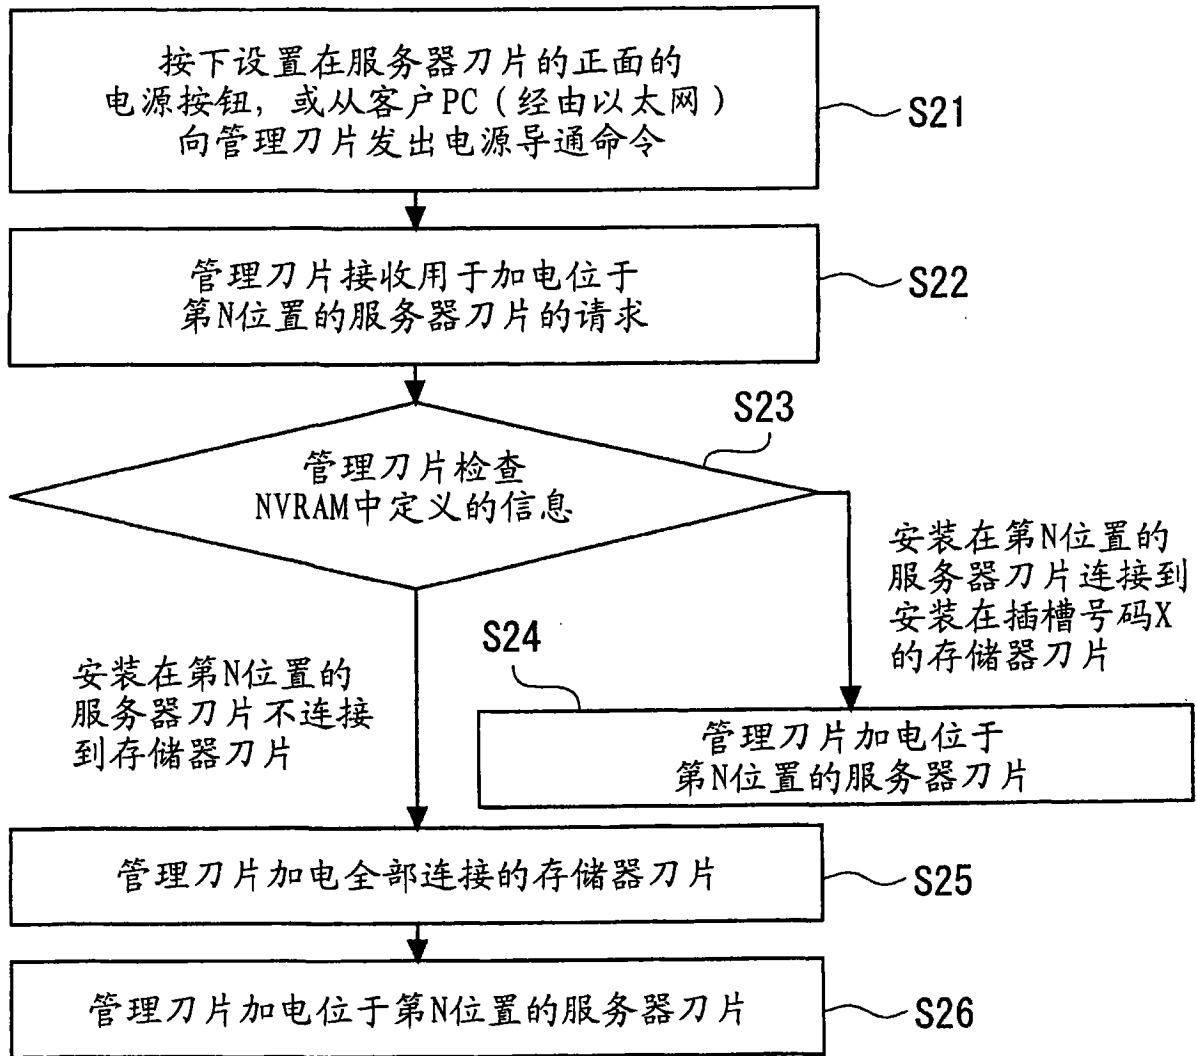 按下设置在服务器刀片的正面的
电源按钮，或从客户PC（经由以太网）
向管理刀片发出电源导通命令
S21
管理刀片接收用于加电位于
第N位置的服务器刀片的请求
S22
S23
管理刀片检查
NVRAM中定义的信息
安装在第N位置的
服务器刀片连接到
安装在插槽号码X
的存储器刀片
S24
安装在第N位置的
服务器刀片不连接
到存储器刀片
管理刀片加电位于
第N位置的服务器刀片
管理刀片加电全部连接的存储器刀片
S25
管理刀片加电位于第N位置的服务器刀片
S26